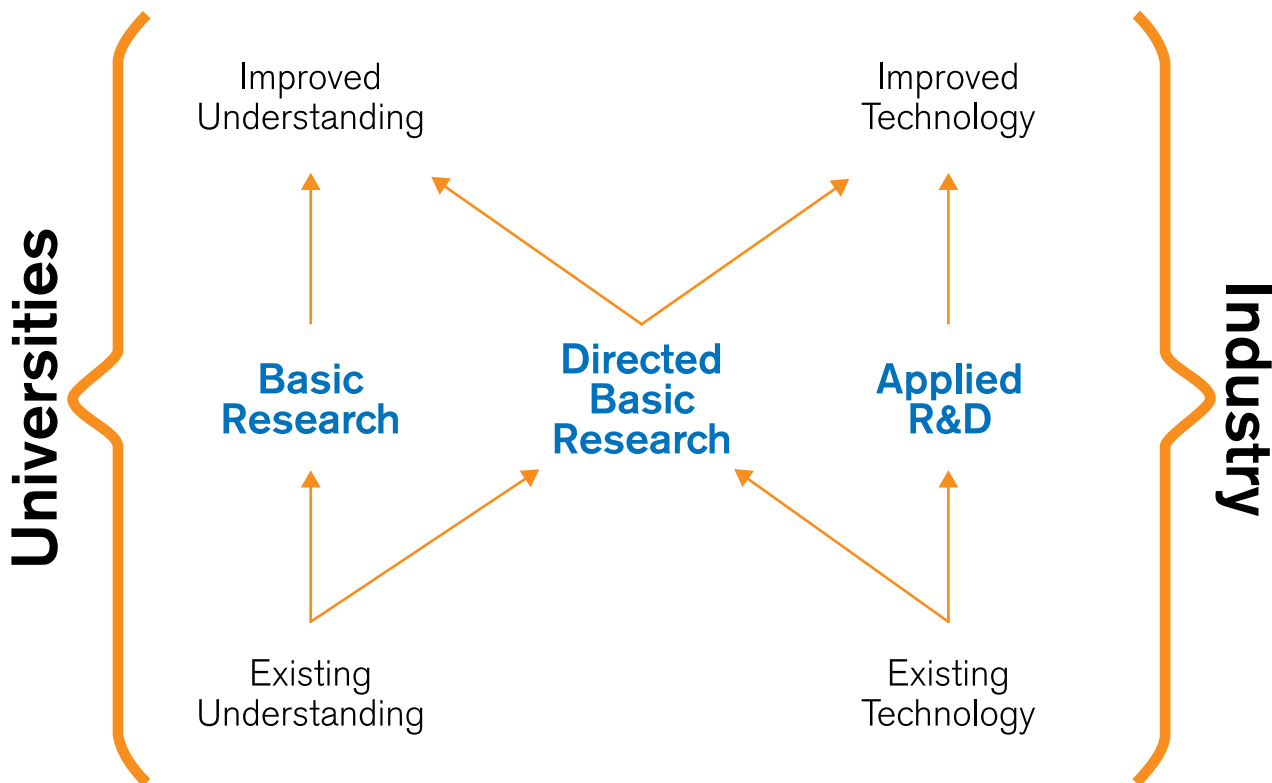 Improved
Understanding
Improved
Technology
Universities
Basic
Research
Directed
Basic
Research
Applied
R&D
Industry
Existing
Understanding
Existing
Technology